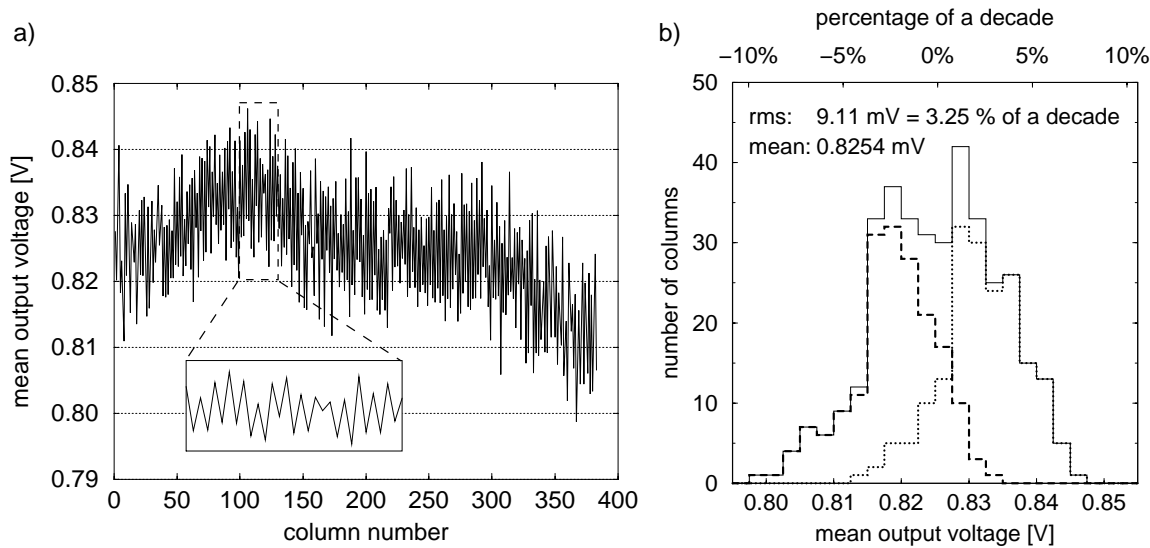 a)
mean output voltage [V]
0.85
0.84
0.83
0.82
0.81
0.80
0.79
0 50 100 150 200 250 300 350 400
column number
b)
percentage of a decade
−10% −5% 0% 5% 10%
number of columns
50
40
30
20
10
0
rms: 9.11 mV = 3.25 % of a decade
mean: 0.8254 mV
0.80 0.81 0.82 0.83 0.84 0.85
mean output voltage [V]